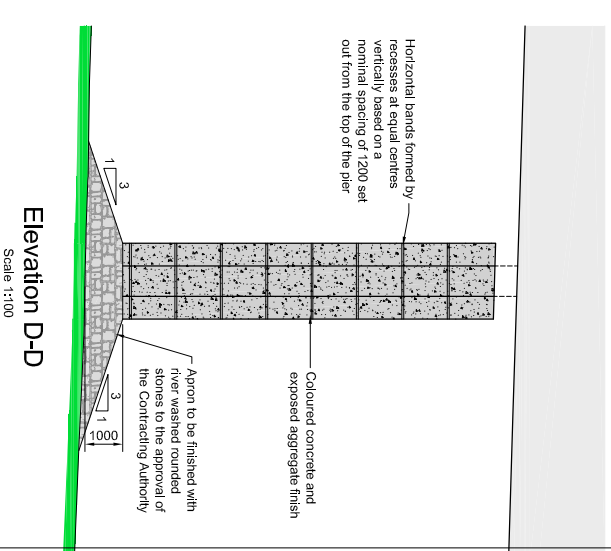 Horizontal bands formed by
recesses at equal centres
vertically based on a
nominal spacing of 1200 set
out from the top of the pier
Coloured concrete and
exposed aggregate finish
1
3
3
1
1000
Apron to be finished with
river washed rounded
stones to the approval of
the Contracting Authority
Elevation D-D
Scale 1:100